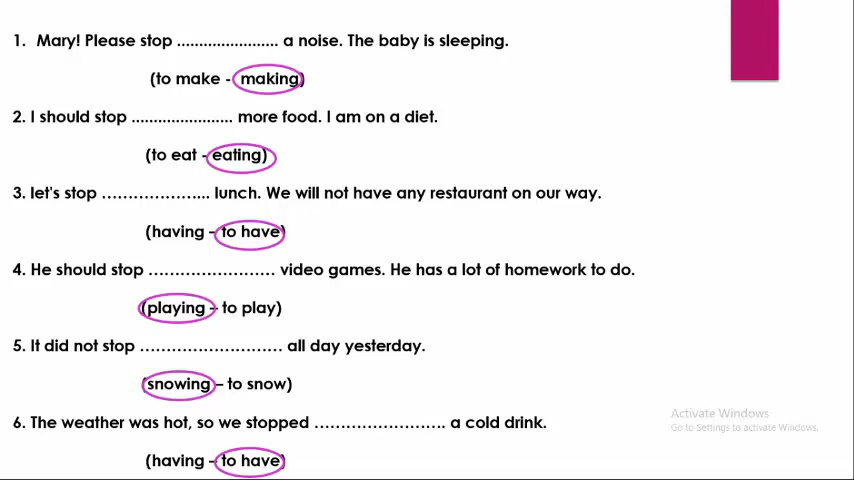 1. Mary! Please stop ....................... a noise. The baby is sleeping.
(to make - making)
2. I should stop ....................... more food. I am on a diet.
(to eat - eating)
3. let's stop ………………... lunch. We will not have any restaurant on our way.
(having – to have)
4. He should stop …………………… video games. He has a lot of homework to do.
(playing – to play)
5. It did not stop ……………………… all day yesterday.
(snowing – to snow)
6. The weather was hot, so we stopped ……………………. a cold drink.
(having – to have)
Activate Windows
Go to Settings to activate Windows.